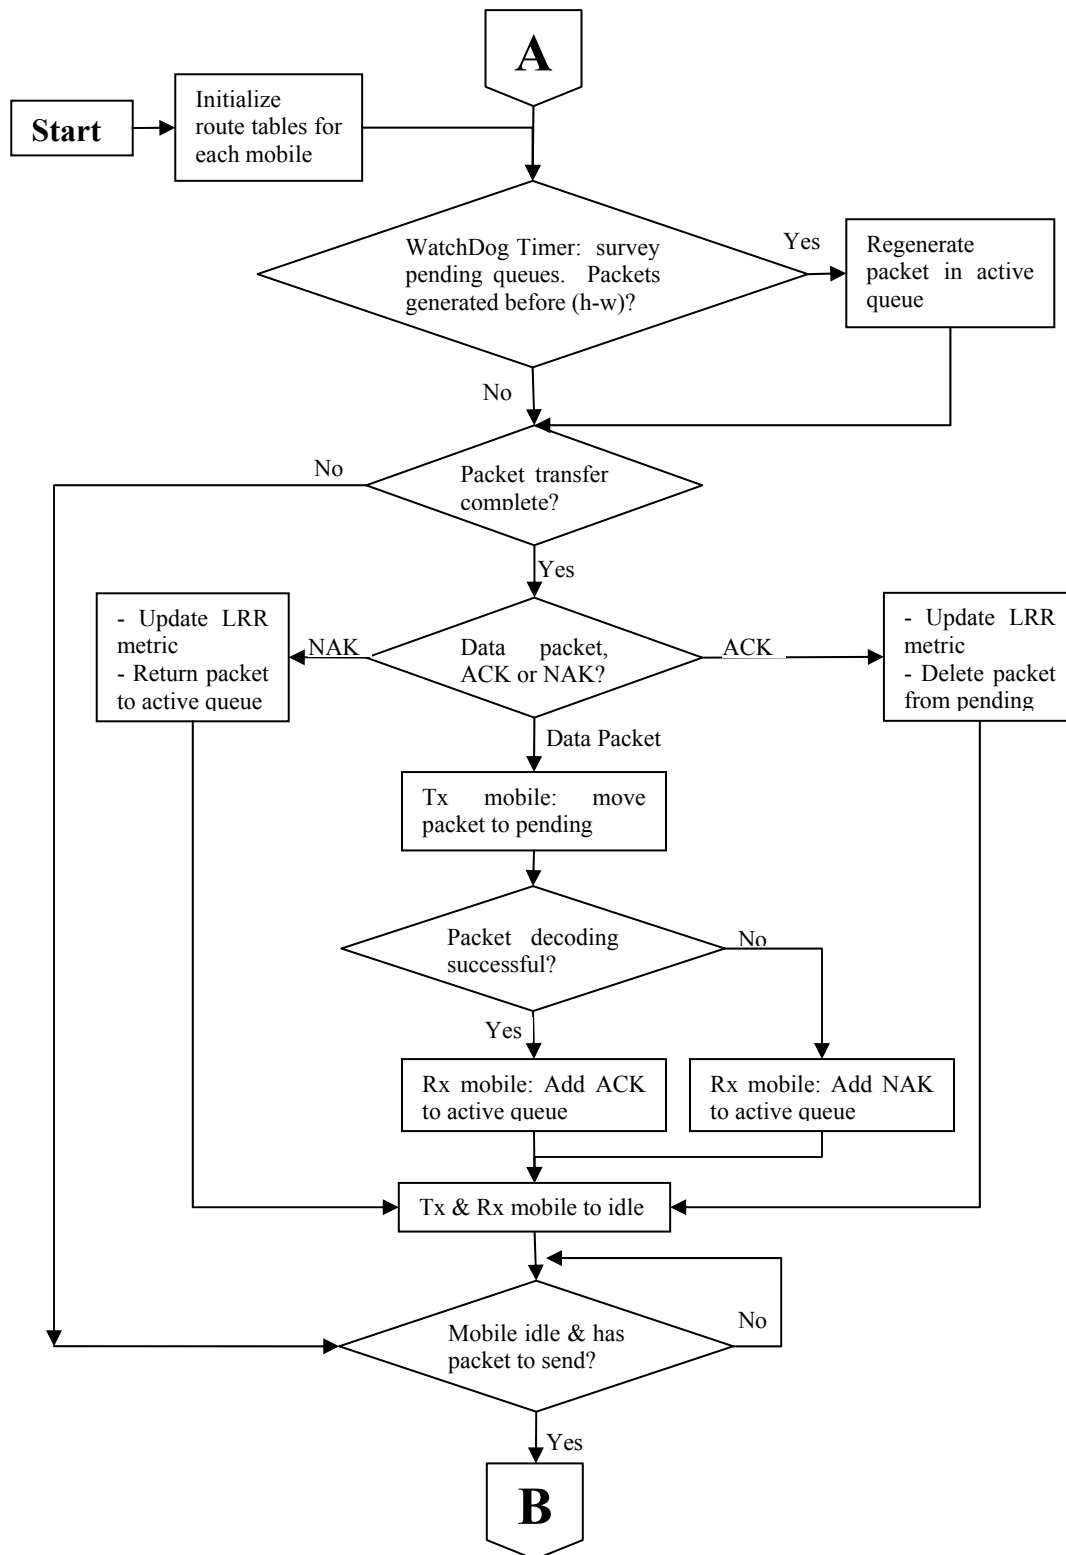 A
Start
Initialize
route tables for
each mobile
WatchDog Timer: survey
pending queues. Packets
generated before (h-w)?
Yes
Regenerate
packet in active
queue
No
No
Packet transfer
complete?
Yes
- Update LRR
metric
- Return packet
to active queue
NAK
Data packet,
ACK or NAK?
ACK
- Update LRR
metric
- Delete packet
from pending
Data Packet
Tx mobile: move
packet to pending
Packet decoding
successful?
No
Yes
Rx mobile: Add ACK
to active queue
Rx mobile: Add NAK
to active queue
Tx & Rx mobile to idle
Mobile idle & has
packet to send?
No
Yes
B